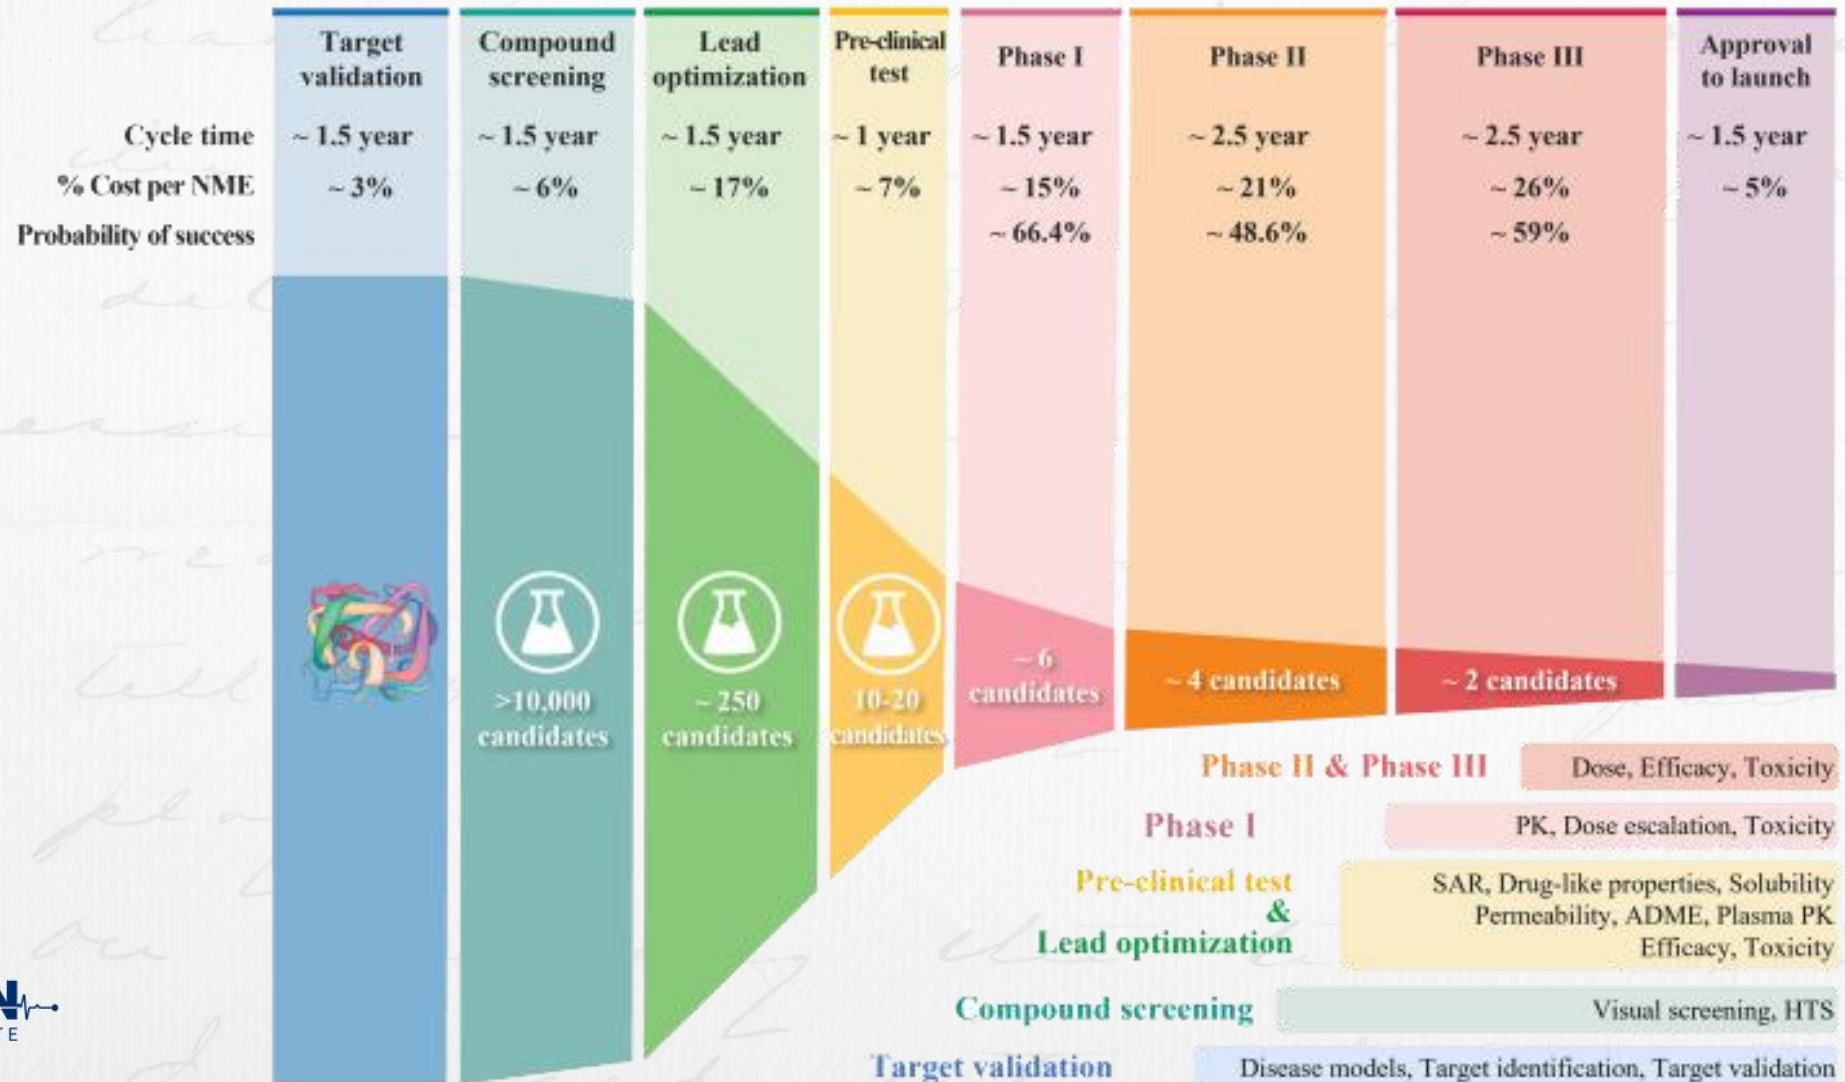 Target
validation
Compound
screening
Lead
optimization
Pre-clinical
test
Phase I
Phase II
Phase III
Approval
to launch
Cycle time ~ 1.5 year ~ 1.5 year ~ 1.5 year ~ 1 year ~ 1.5 year ~ 2.5 year ~ 2.5 year ~ 1.5 year
% Cost per NME ~ 3% ~ 6% ~ 17% ~ 7% ~ 15% ~ 21% ~ 26% ~ 5%
Probability of success ~ 66.4% ~ 48.6% ~ 59%
>10,000
candidates
~ 250
candidates
10-20
candidates
~ 6
candidates
~ 4 candidates
~ 2 candidates
Phase II & Phase III Dose, Efficacy, Toxicity
Phase I PK, Dose escalation, Toxicity
Pre-clinical test
&
Lead optimization
SAR, Drug-like properties, Solubility
Permeability, ADME, Plasma PK
Efficacy, Toxicity
Compound screening Visual screening, HTS
Target validation Disease models, Target identification, Target validation